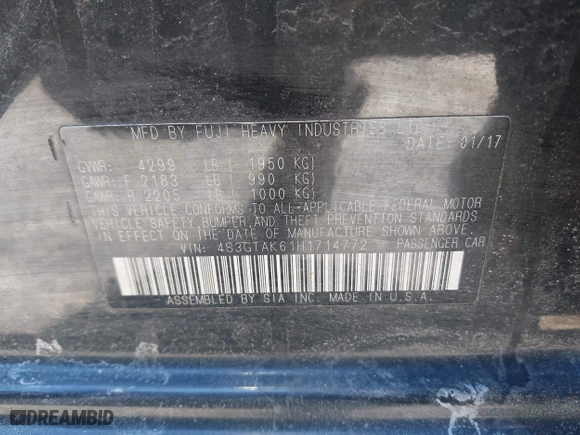 MFD BY FUJI HEAVY INDUSTRIES LTD.
DATE: 01/17
GVWR: 4299 LB ( 1950 KG)
GAWR: F 2183 LB ( 990 KG)
GAWR: R 2205 LB ( 1000 KG)
THIS VEHICLE CONFORMS TO ALL APPLICABLE FEDERAL MOTOR
VEHICLE SAFETY, BUMPER, AND THEFT PREVENTION STANDARDS
IN EFFECT ON THE DATE OF MANUFACTURE SHOWN ABOVE.
VIN: 4S3GTAK61H1714772 PASSENGER CAR
ASSEMBLED BY SIA INC. MADE IN U.S.A.
DREAMBID